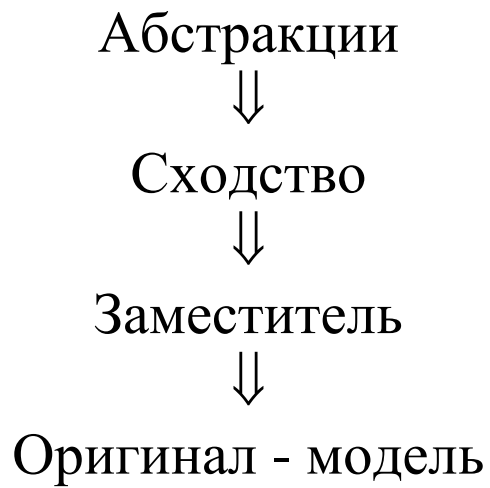 Абстракции
⇓
Сходство
⇓
Заместитель
⇓
Оригинал - модель